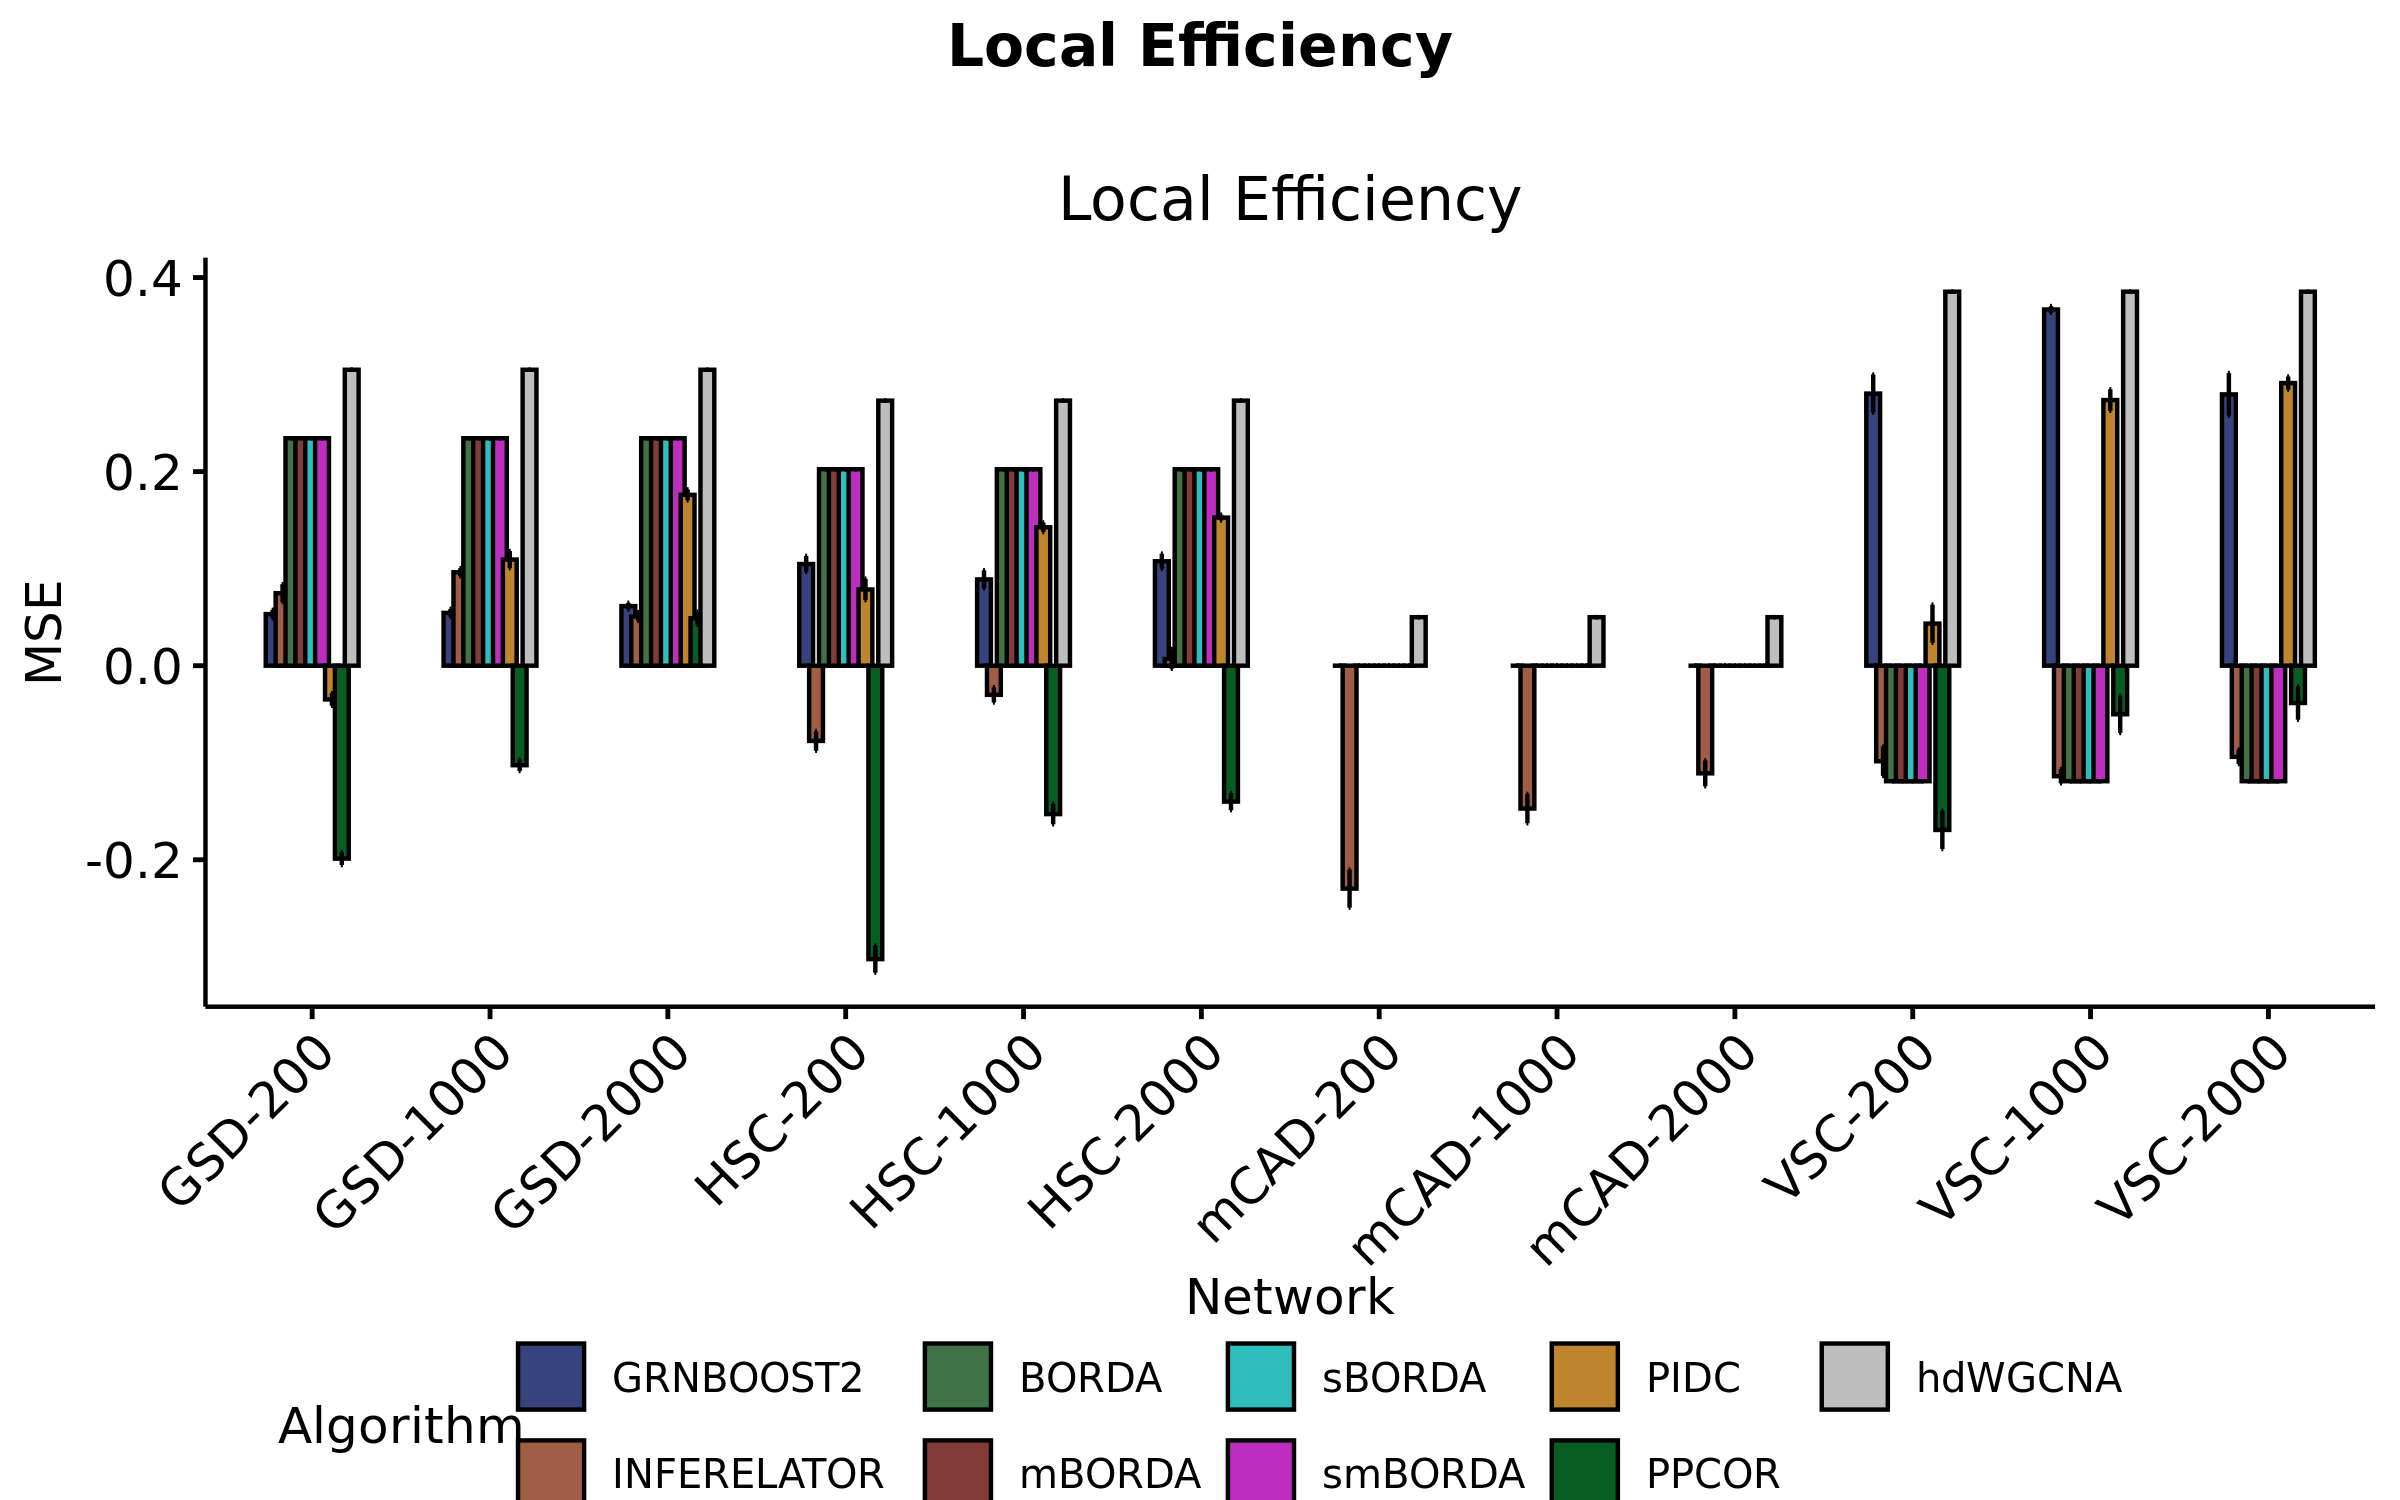 Local Efficiency
Local Efficiency
0.4
0.2
0.0
-0.2
MSE
GSD-200
GSD-1000
GSD-2000
HSC-200
HSC-1000
HSC-2000
mCAD-200
mCAD-1000
mCAD-2000
VSC-200
VSC-1000
VSC-2000
Network
Algorithm
GRNBOOST2
BORDA
sBORDA
PIDC
hdWGCNA
INFERELATOR
mBORDA
smBORDA
PPCOR